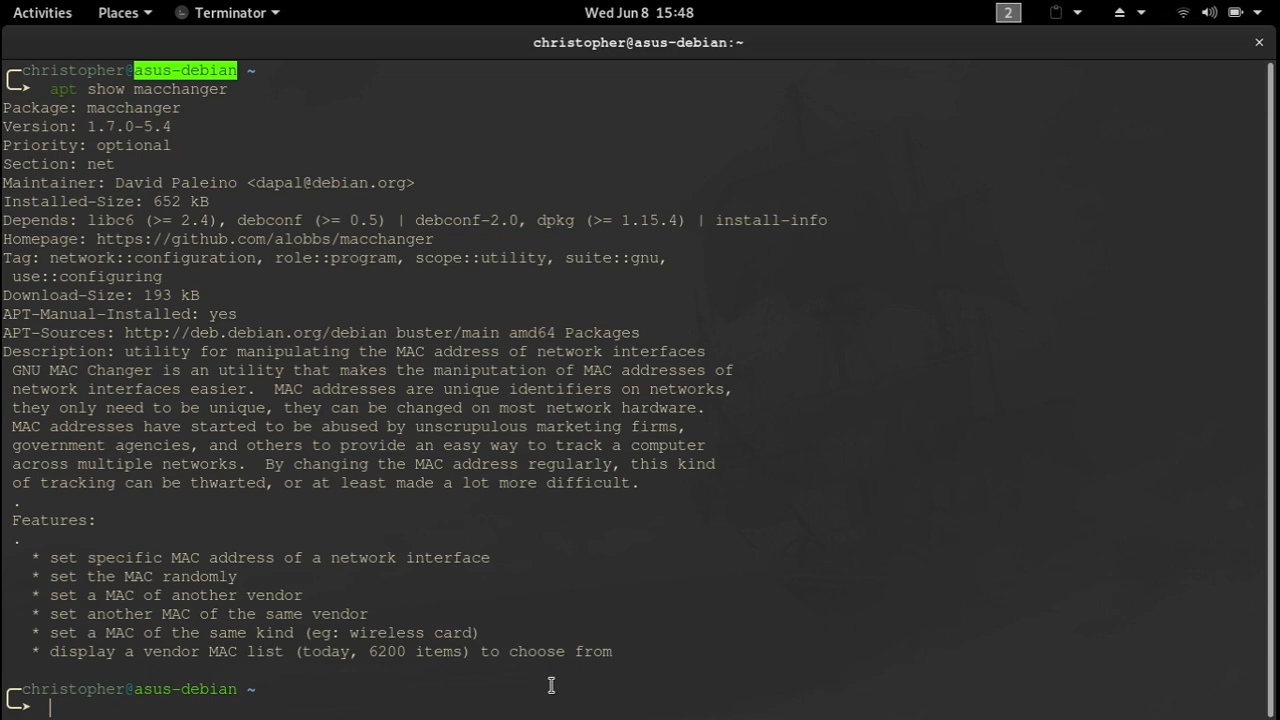 Activities Places Terminator Wed Jun 8 15:48 2
christopher@asus-debian:~ ×
christopher@asus-debian ~
apt show macchanger
Package: macchanger
Version: 1.7.0-5.4
Priority: optional
Section: net
Maintainer: David Paleino <dapal@debian.org>
Installed-Size: 652 kB
Depends: libc6 (>= 2.4), debconf (>= 0.5) | debconf-2.0, dpkg (>= 1.15.4) | install-info
Homepage: https://github.com/alobbs/macchanger
Tag: network::configuration, role::program, scope::utility, suite::gnu,
 use::configuring
Download-Size: 193 kB
APT-Manual-Installed: yes
APT-Sources: http://deb.debian.org/debian buster/main amd64 Packages
Description: utility for manipulating the MAC address of network interfaces
 GNU MAC Changer is an utility that makes the maniputation of MAC addresses of
 network interfaces easier.  MAC addresses are unique identifiers on networks,
 they only need to be unique, they can be changed on most network hardware.
 MAC addresses have started to be abused by unscrupulous marketing firms,
 government agencies, and others to provide an easy way to track a computer
 across multiple networks.  By changing the MAC address regularly, this kind
 of tracking can be thwarted, or at least made a lot more difficult.
 .
 Features:
 .
   * set specific MAC address of a network interface
   * set the MAC randomly
   * set a MAC of another vendor
   * set another MAC of the same vendor
   * set a MAC of the same kind (eg: wireless card)
   * display a vendor MAC list (today, 6200 items) to choose from
christopher@asus-debian ~